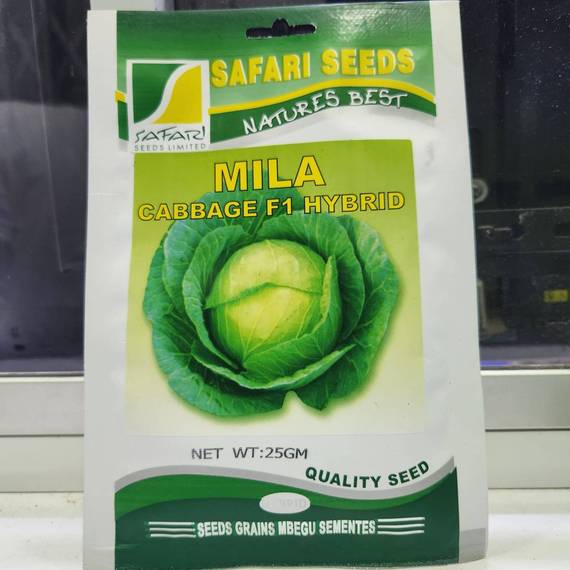 SAFARI SEEDS
NATURES BEST
SAFARI
SEEDS LIMITED
MILA
CABBAGE F1 HYBRID
NET WT:25GM
QUALITY SEED
SEEDS GRAINS MBEGU SEMENTES